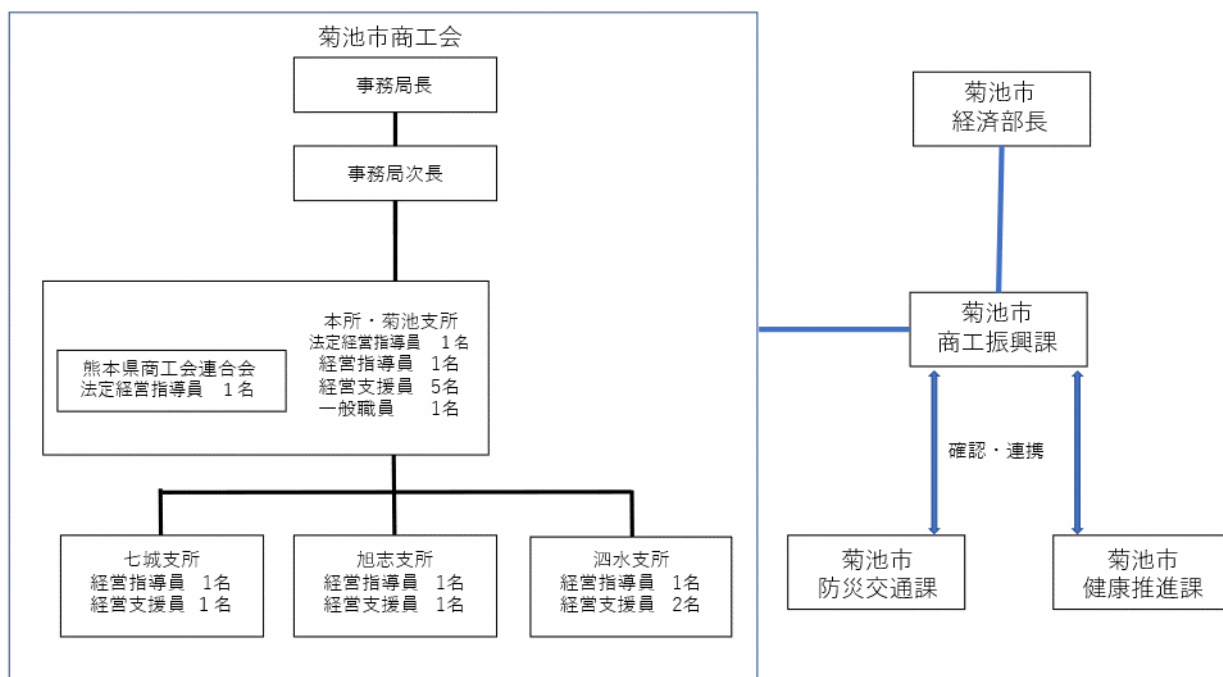 菊池市商工会
事務局長
事務局次長
熊本県商工会連合会
法定経営指導員 1名
本所・菊池支所
法定経営指導員 1名
経営指導員 1名
経営支援員 5名
一般職員 1名
七城支所
経営指導員 1名
経営支援員 1名
旭志支所
経営指導員 1名
経営支援員 1名
泗水支所
経営指導員 1名
経営支援員 2名
菊池市
経済部長
菊池市
商工振興課
確認・連携
菊池市
防災交通課
菊池市
健康推進課